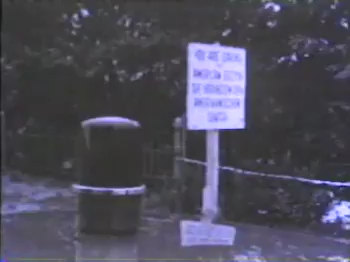 YOU ARE LEAVING
AMERICAN SECTOR
SIE VERLASSEN DEN
AMERIKANISCHEN
SEKTOR